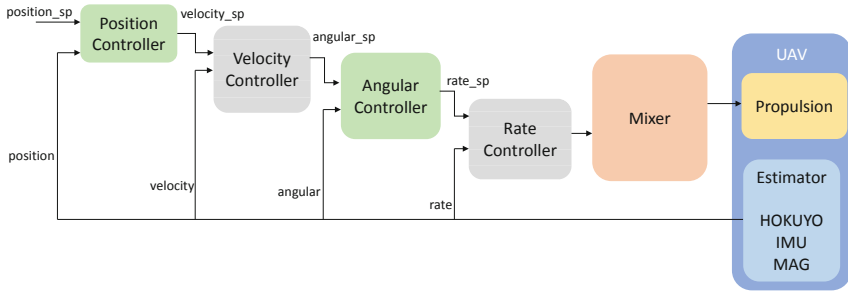 position_sp
Position
Controller
velocity_sp
Velocity
Controller
angular_sp
Angular
Controller
rate_sp
Rate
Controller
Mixer
UAV
Propulsion
Estimator
HOKUYO
IMU
MAG
position
velocity
angular
rate